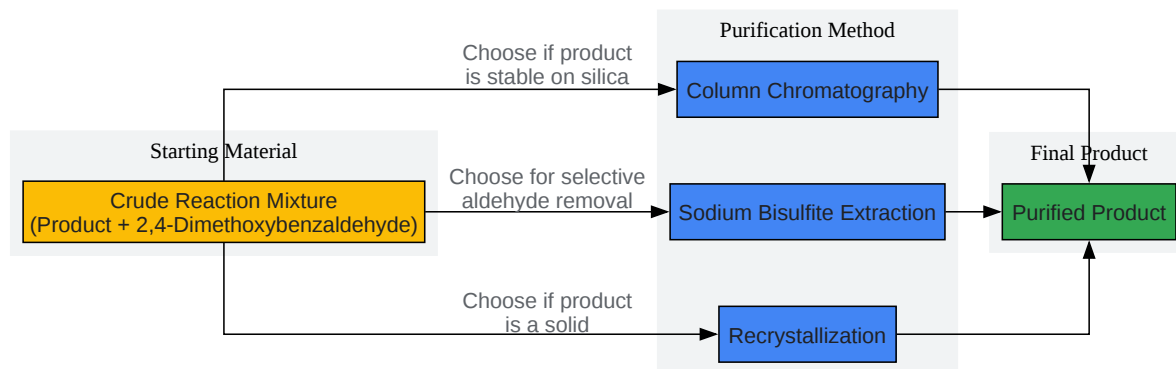 Choose if product
is stable on silica
Purification Method
Column Chromatography
Starting Material
Crude Reaction Mixture
(Product + 2,4-Dimethoxybenzaldehyde)
Choose for selective
aldehyde removal
Sodium Bisulfite Extraction
Final Product
Purified Product
Choose if product
is a solid
Recrystallization